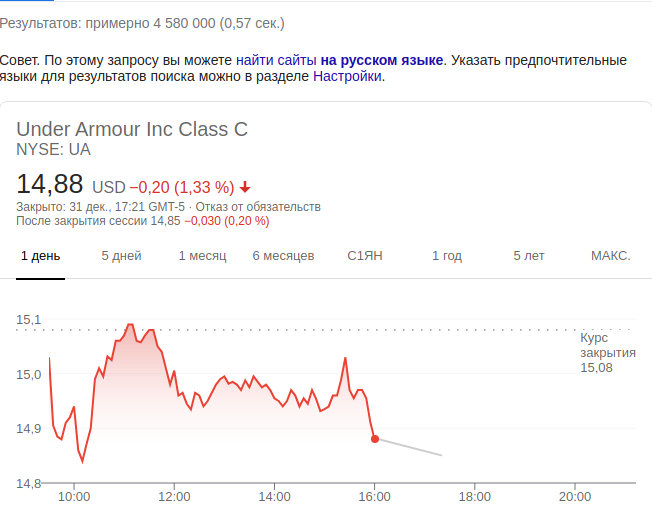 Результатов: примерно 4 580 000 (0,57 сек.)
Совет. По этому запросу вы можете найти сайты на русском языке. Указать предпочтительные
языки для результатов поиска можно в разделе Настройки.
Under Armour Inc Class C
NYSE: UA
14,88 USD −0,20 (1,33 %)
Закрыто: 31 дек., 17:21 GMT-5 · Отказ от обязательств
После закрытия сессии 14,85 −0,030 (0,20 %)
1 день 5 дней 1 месяц 6 месяцев С1ЯН 1 год 5 лет МАКС.
15,1
Курс
закрытия
15,08
15,0
14,9
14,8
10:00 12:00 14:00 16:00 18:00 20:00